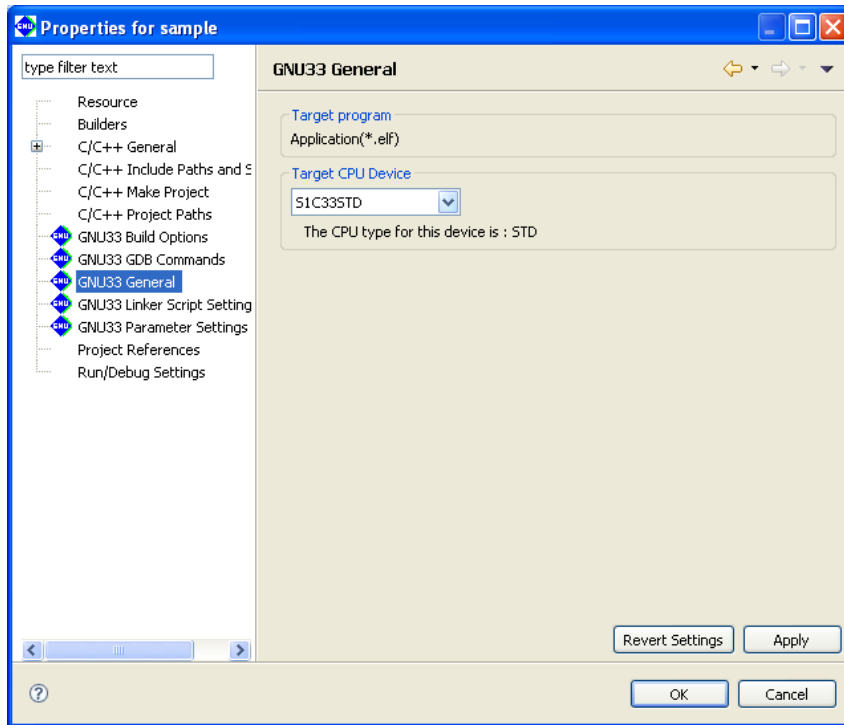 Properties for sample
type filter text
Resource
Builders
C/C++ General
C/C++ Include Paths and S
C/C++ Make Project
C/C++ Project Paths
GNU33 Build Options
GNU33 GDB Commands
GNU33 General
GNU33 Linker Script Setting
GNU33 Parameter Settings
Project References
Run/Debug Settings
GNU33 General
Target program
Application(*.elf)
Target CPU Device
S1C33STD
The CPU type for this device is : STD
Revert Settings
Apply
OK
Cancel